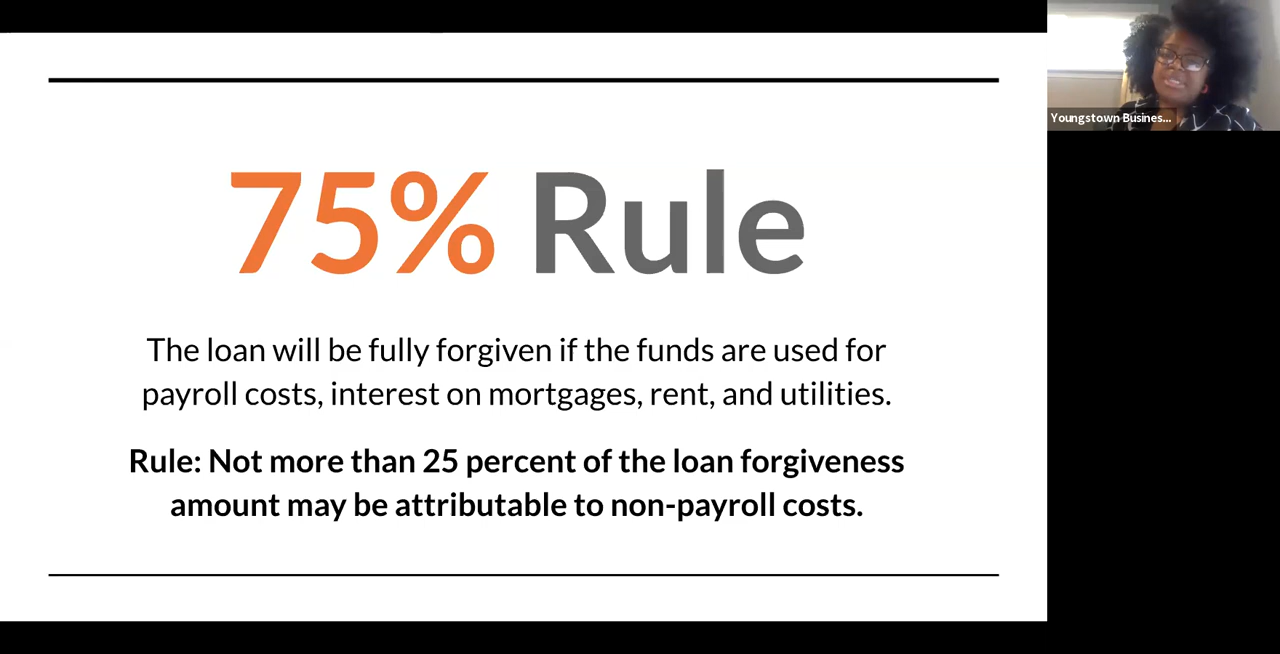 75% Rule
The loan will be fully forgiven if the funds are used for
payroll costs, interest on mortgages, rent, and utilities.
Rule: Not more than 25 percent of the loan forgiveness
amount may be attributable to non-payroll costs.
Youngstown Busines...